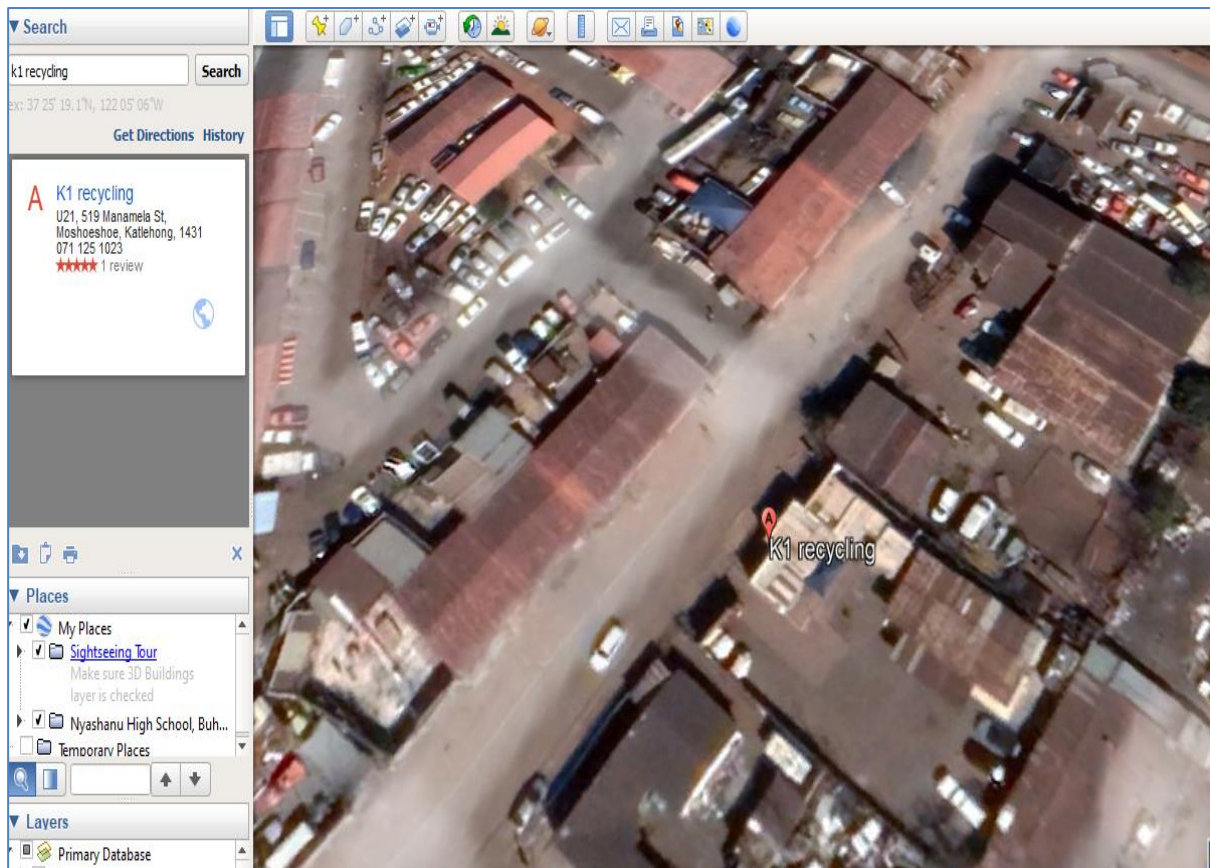 ▼ Search
k1 recycling
Search
ex: 37 25' 19.1"N, 122 05' 06"W
Get Directions History
A K1 recycling
U21, 519 Manamela St,
Moshoeshoe, Katlehong, 1431
071 125 1023
★★★★★ 1 review
▼ Places
My Places
Sightseeing Tour
Make sure 3D Buildings
layer is checked
Nyashanu High School, Buh...
Temporary Places
▼ Layers
Primary Database
A
K1 recycling